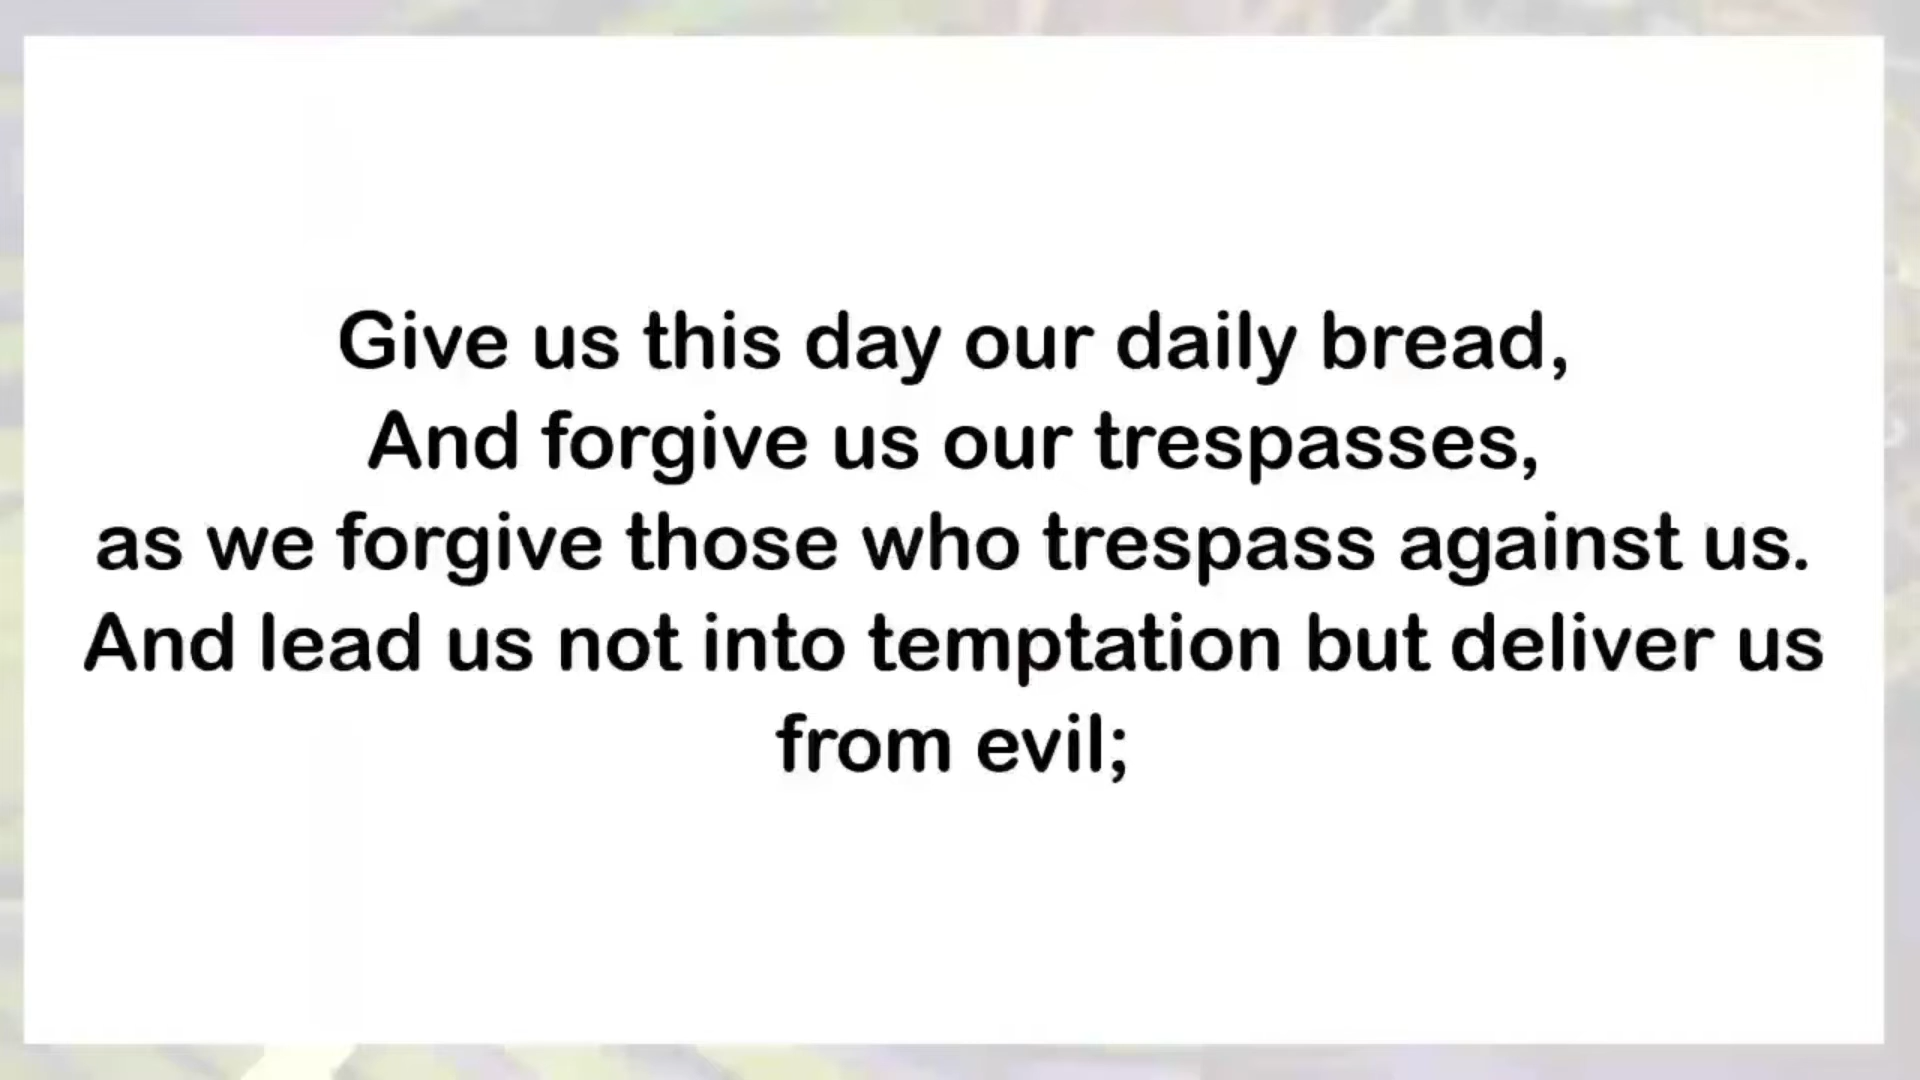 Give us this day our daily bread,
And forgive us our trespasses,
as we forgive those who trespass against us.
And lead us not into temptation but deliver us
from evil;